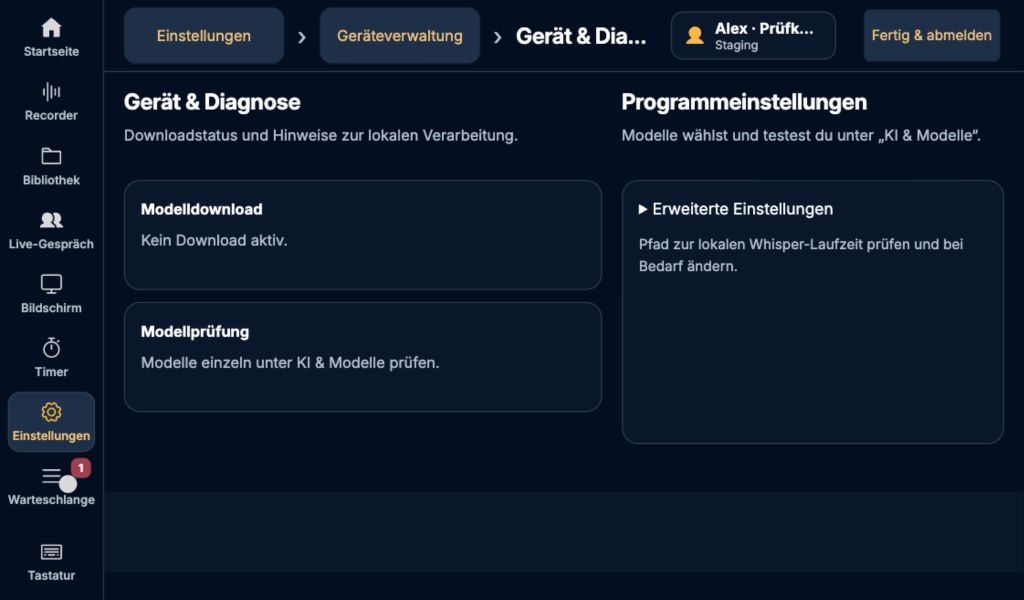 Startseite
Recorder
Bibliothek
Live-Gespräch
Bildschirm
Timer
Einstellungen
1
Warteschlange
Tastatur
Einstellungen › Geräteverwaltung › Gerät & Dia...
Alex · Prüfk...
Staging
Fertig & abmelden
Gerät & Diagnose
Downloadstatus und Hinweise zur lokalen Verarbeitung.
Modelldownload
Kein Download aktiv.
Modellprüfung
Modelle einzeln unter KI & Modelle prüfen.
Programmeinstellungen
Modelle wählst und testest du unter „KI & Modelle“.
▶ Erweiterte Einstellungen
Pfad zur lokalen Whisper-Laufzeit prüfen und bei
Bedarf ändern.